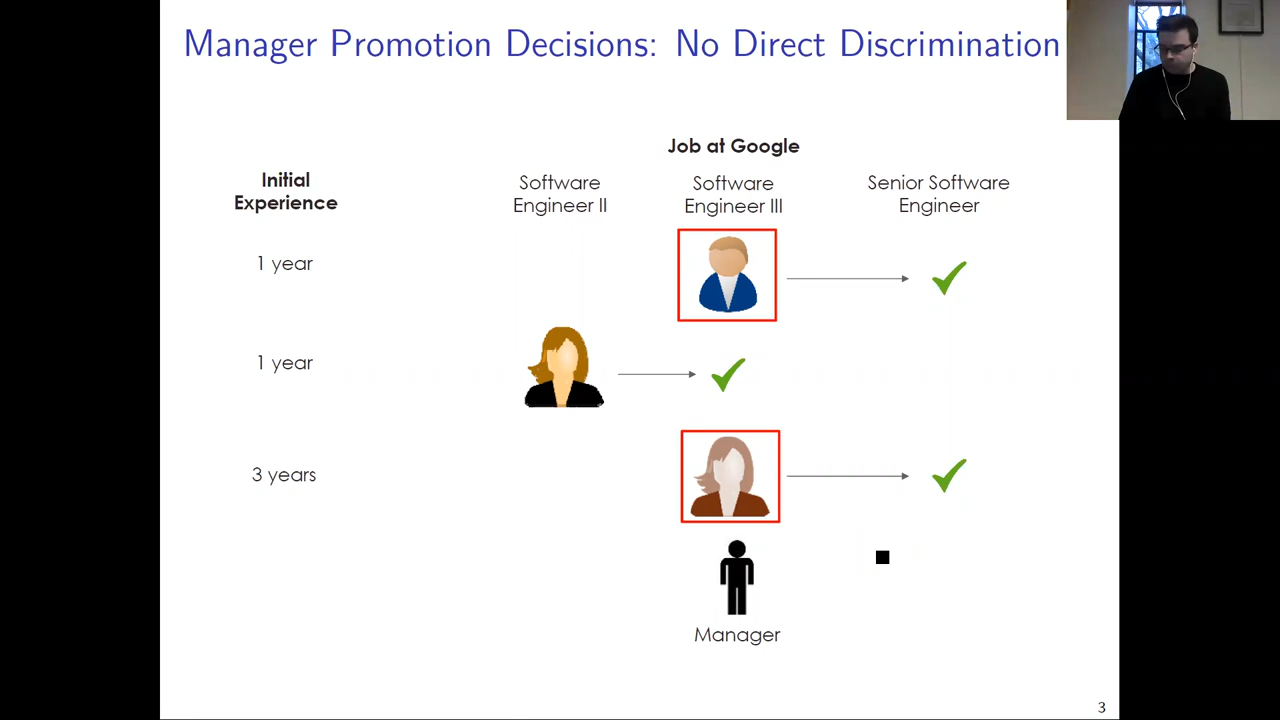 Manager Promotion Decisions: No Direct Discrimination
Job at Google
Initial
Experience
Software
Engineer II
Software
Engineer III
Senior Software
Engineer
1 year
1 year
3 years
Manager
3